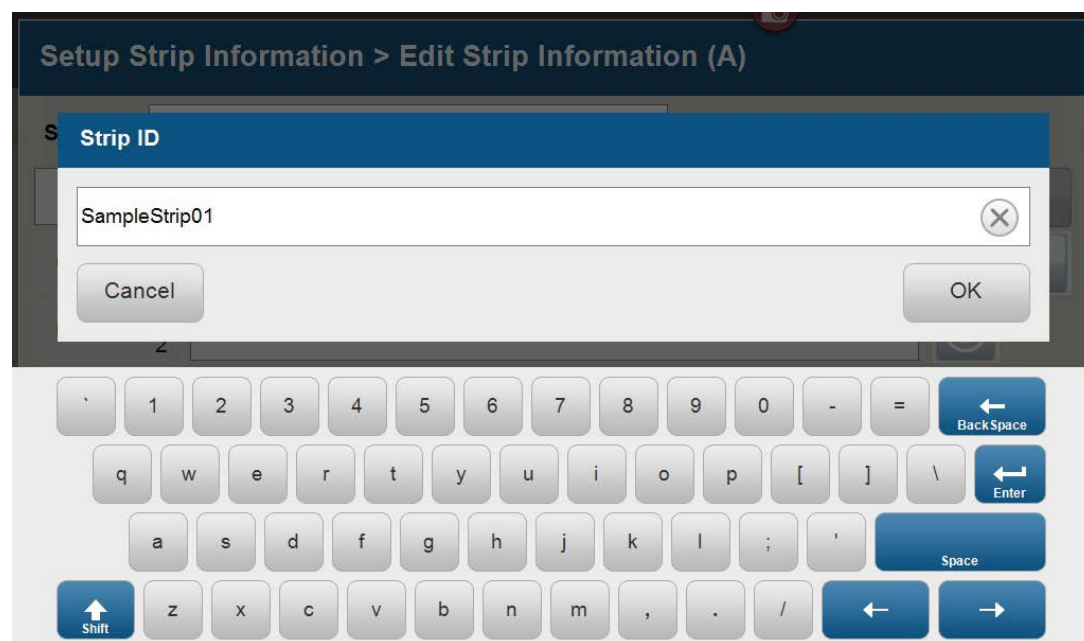 Setup Strip Information > Edit Strip Information (A)
S
Strip ID
SampleStrip01
Cancel
OK
2
` 1 2 3 4 5 6 7 8 9 0 - = BackSpace
q w e r t y u i o p [ ] \ Enter
a s d f g h j k l ; ' Space
Shift z x c v b n m , . /